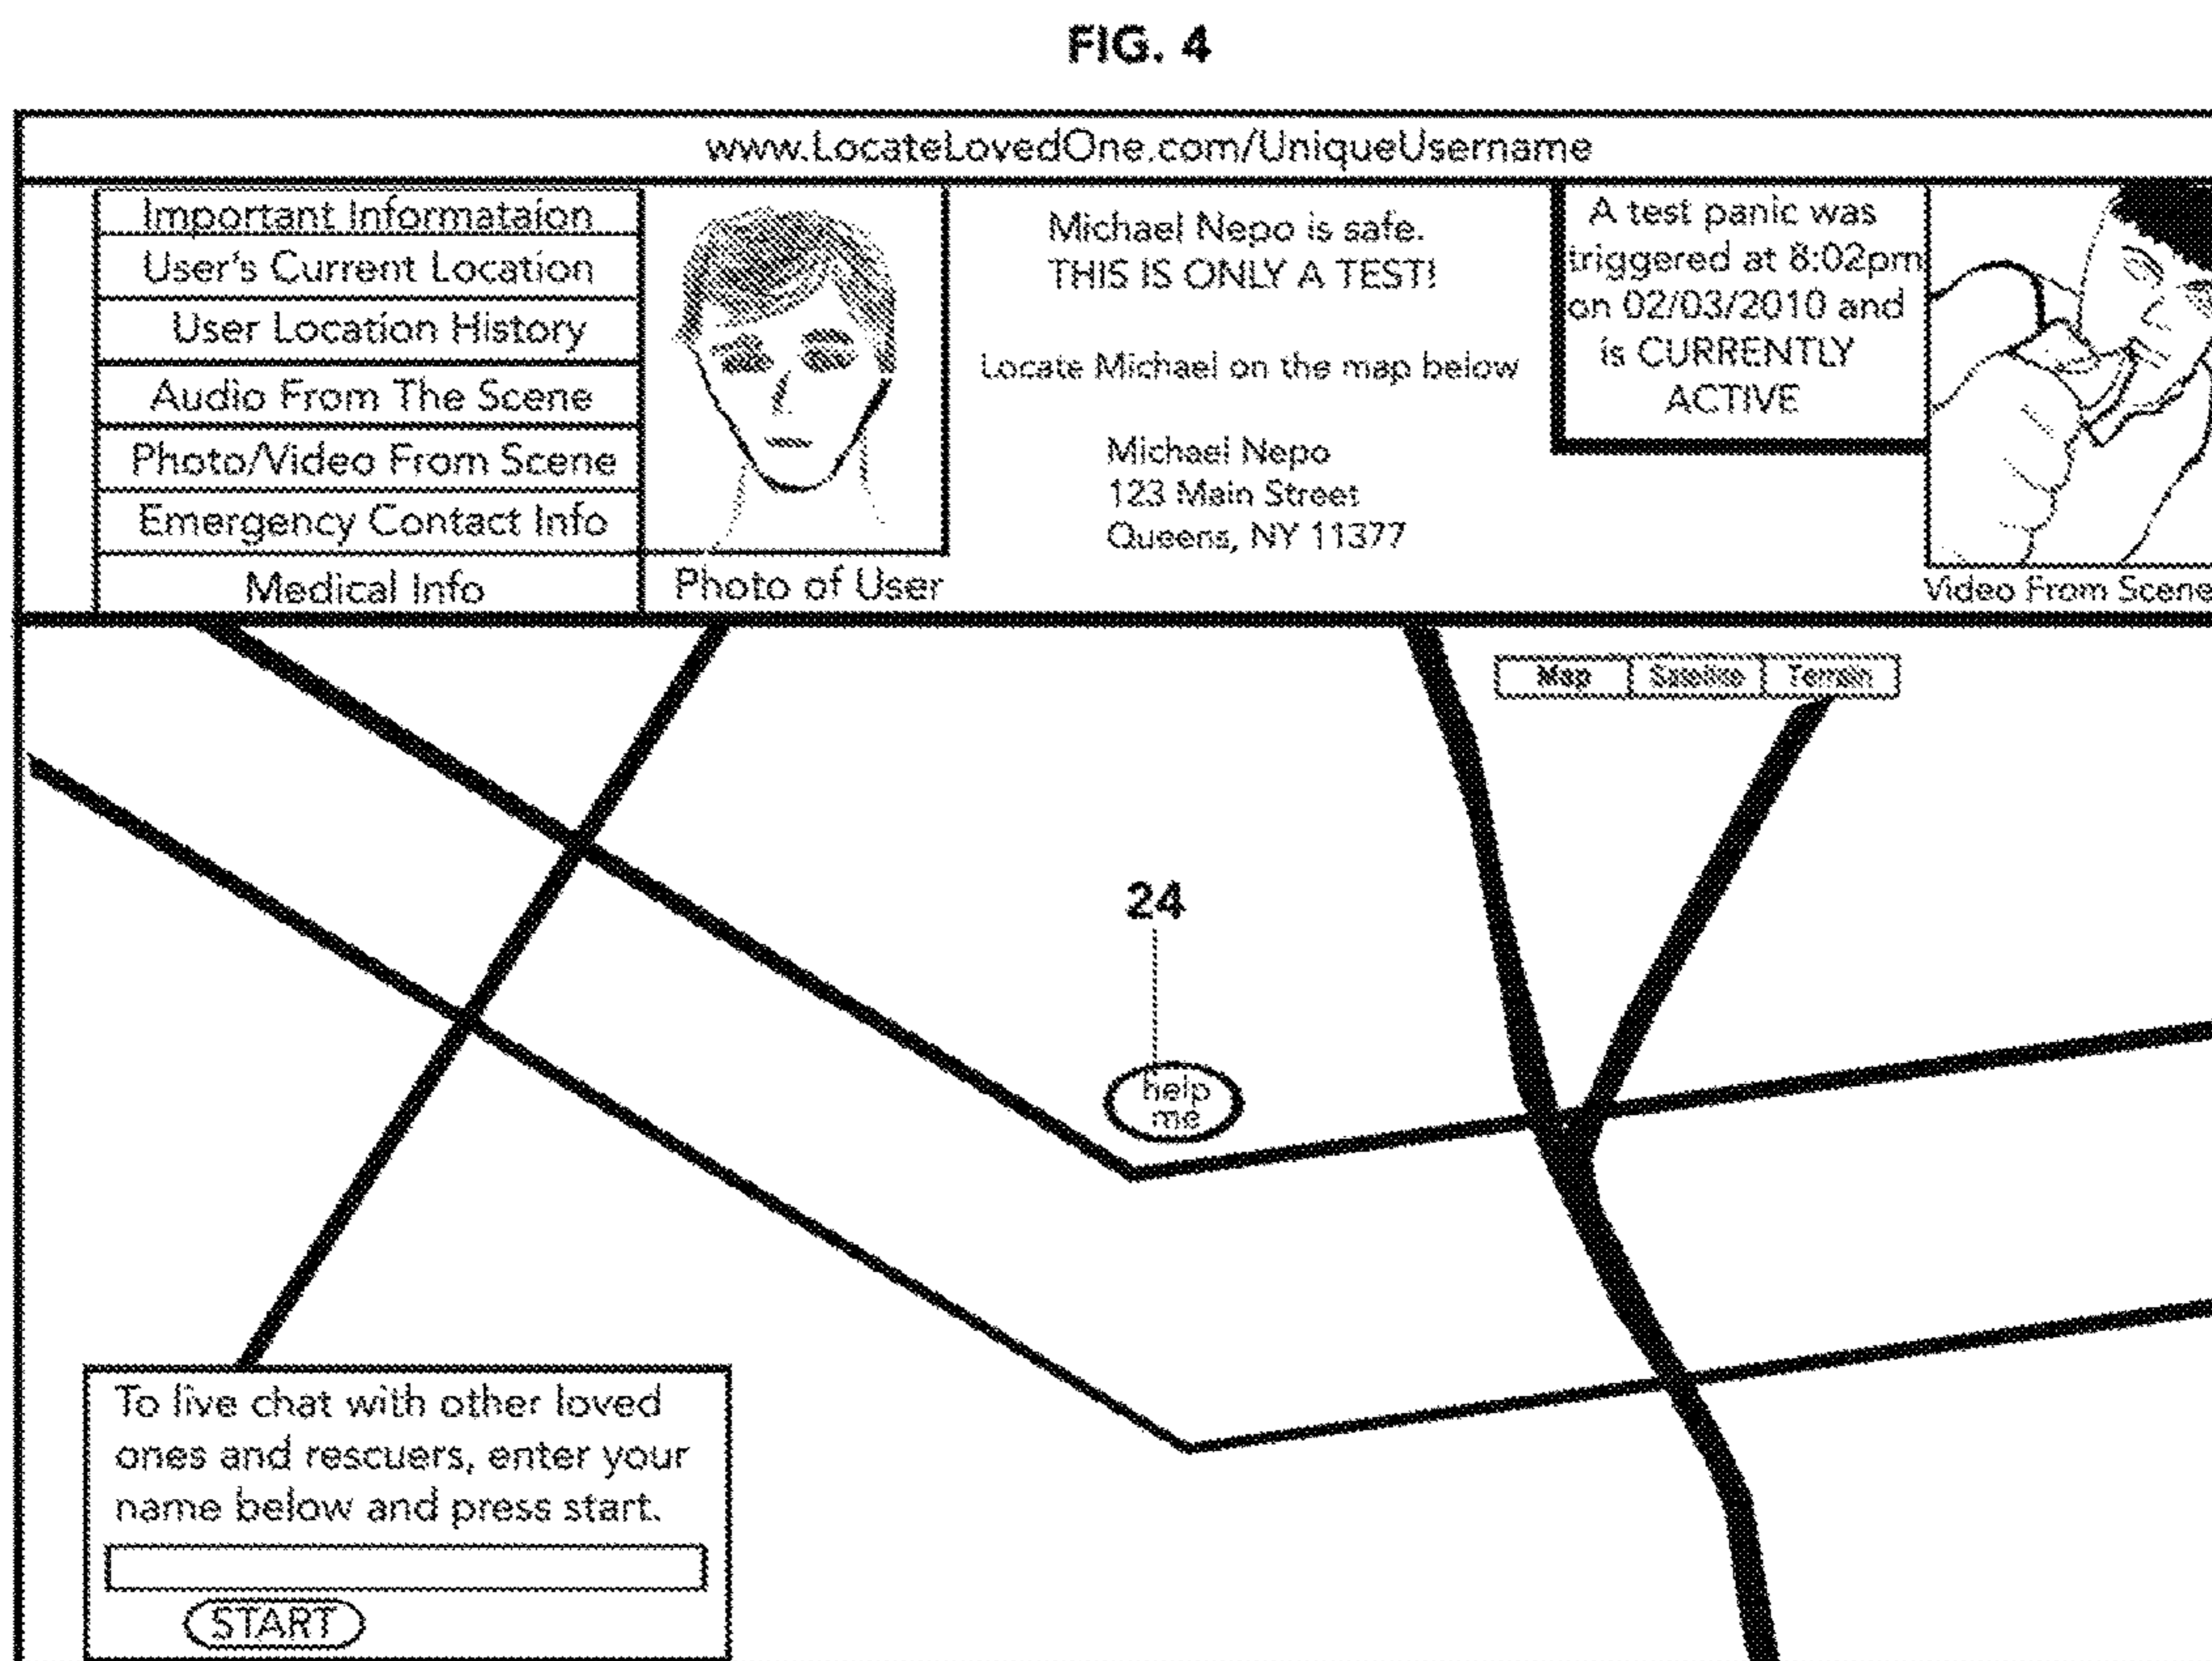 FIG. 4
www.LocateLovedOne.com/UniqueUsername
Important Informataion
User's Current Location
User Location History
Audio From The Scene
Photo/Video From Scene
Emergency Contact Info
Medical Info
Photo of User
Michael Nepo is safe.
THIS IS ONLY A TEST!
Locate Michael on the map below
Michael Nepo
123 Main Street
Queens, NY 11377
A test panic was
triggered at 8:02pm
on 02/03/2010 and
is CURRENTLY
ACTIVE
Video From Scene
Map Satellite Terrain
24
help
me
To live chat with other loved
ones and rescuers, enter your
name below and press start.
START